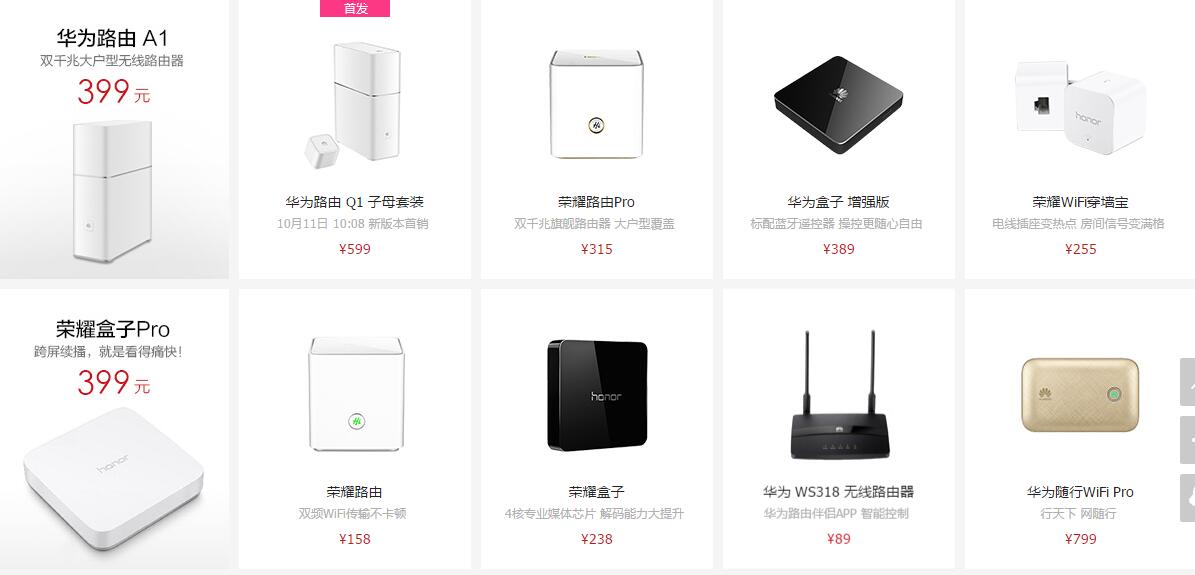 华为路由 A1
双千兆大户型无线路由器
399 元
首发
华为路由 Q1 子母套装
10月11日 10:08 新版本首销
¥599
荣耀路由Pro
双千兆旗舰路由器 大户型覆盖
¥315
华为盒子 增强版
标配蓝牙遥控器 操控更随心自由
¥389
honor
荣耀WiFi穿墙宝
电线插座变热点 房间信号变满格
¥255
荣耀盒子Pro
跨屏续播，就是看得痛快!
399 元
honor
荣耀路由
双频WiFi传输不卡顿
¥158
honor
荣耀盒子
4核专业媒体芯片 解码能力大提升
¥238
华为 WS318 无线路由器
华为路由伴侣APP 智能控制
¥89
华为随行WiFi Pro
行天下 网随行
¥799